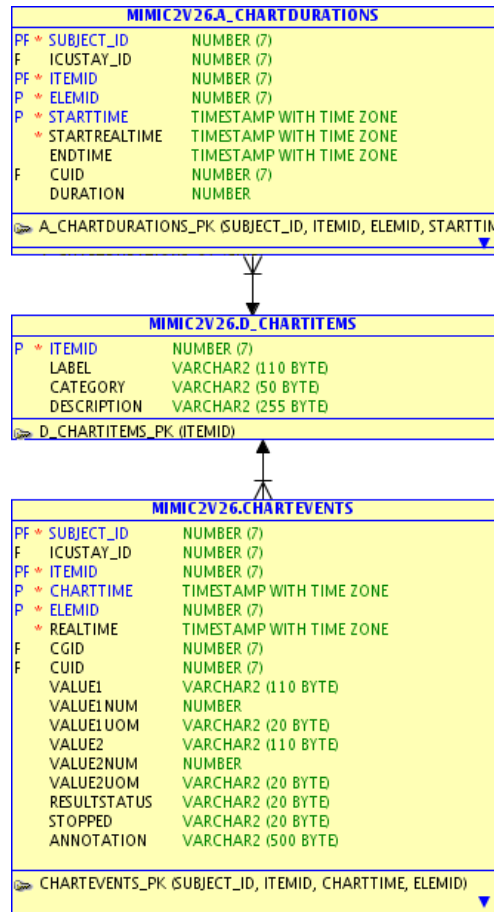 MIMIC2V26.A_CHARTDURATIONS
PF * SUBJECT_ID NUMBER (7)
F ICUSTAY_ID NUMBER (7)
PF * ITEMID NUMBER (7)
P * ELEMID NUMBER (7)
P * STARTTIME TIMESTAMP WITH TIME ZONE
* STARTREALTIME TIMESTAMP WITH TIME ZONE
ENDTIME TIMESTAMP WITH TIME ZONE
F CUID NUMBER (7)
DURATION NUMBER
A_CHARTDURATIONS_PK (SUBJECT_ID, ITEMID, ELEMID, STARTTIM
MIMIC2V26.D_CHARTITEMS
P * ITEMID NUMBER (7)
LABEL VARCHAR2 (110 BYTE)
CATEGORY VARCHAR2 (50 BYTE)
DESCRIPTION VARCHAR2 (255 BYTE)
D_CHARTITEMS_PK (ITEMID)
MIMIC2V26.CHARTEVENTS
PF * SUBJECT_ID NUMBER (7)
F ICUSTAY_ID NUMBER (7)
PF * ITEMID NUMBER (7)
P * CHARTTIME TIMESTAMP WITH TIME ZONE
P * ELEMID NUMBER (7)
* REALTIME TIMESTAMP WITH TIME ZONE
F CGID NUMBER (7)
F CUID NUMBER (7)
VALUE1 VARCHAR2 (110 BYTE)
VALUE1NUM NUMBER
VALUE1UOM VARCHAR2 (20 BYTE)
VALUE2 VARCHAR2 (110 BYTE)
VALUE2NUM NUMBER
VALUE2UOM VARCHAR2 (20 BYTE)
RESULTSTATUS VARCHAR2 (20 BYTE)
STOPPED VARCHAR2 (20 BYTE)
ANNOTATION VARCHAR2 (500 BYTE)
CHARTEVENTS_PK (SUBJECT_ID, ITEMID, CHARTTIME, ELEMID)